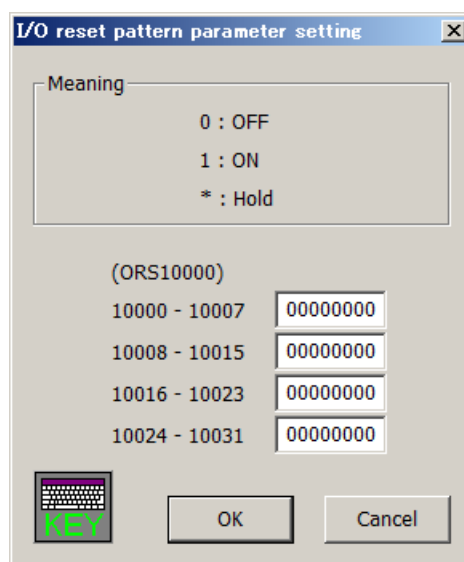 I/O reset pattern parameter setting
Meaning
0 : OFF
1 : ON
* : Hold
(ORS10000)
10000 - 10007 00000000
10008 - 10015 00000000
10016 - 10023 00000000
10024 - 10031 00000000
KEY
OK Cancel